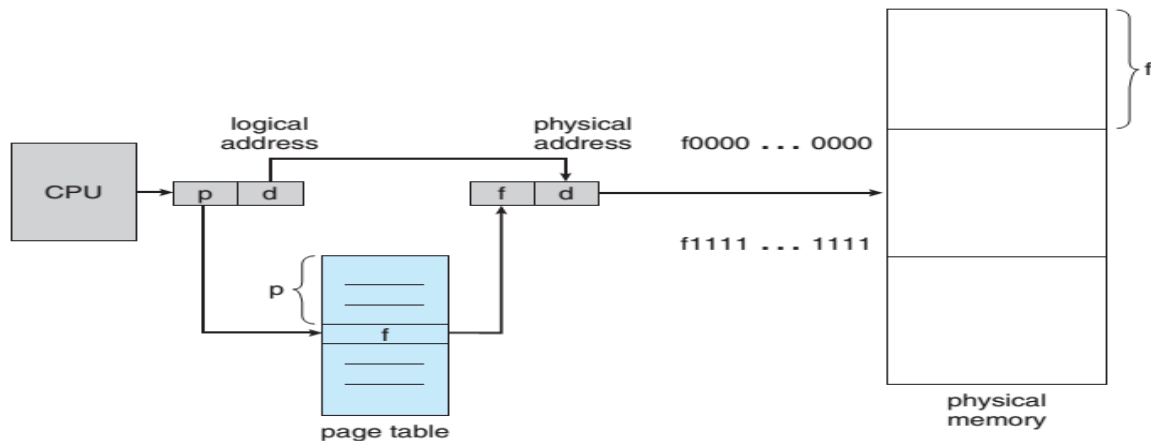 logical
address
physical
address
f0000 ... 0000
f
CPU
p
d
f
d
f1111 ... 1111
p
f
page table
physical
memory